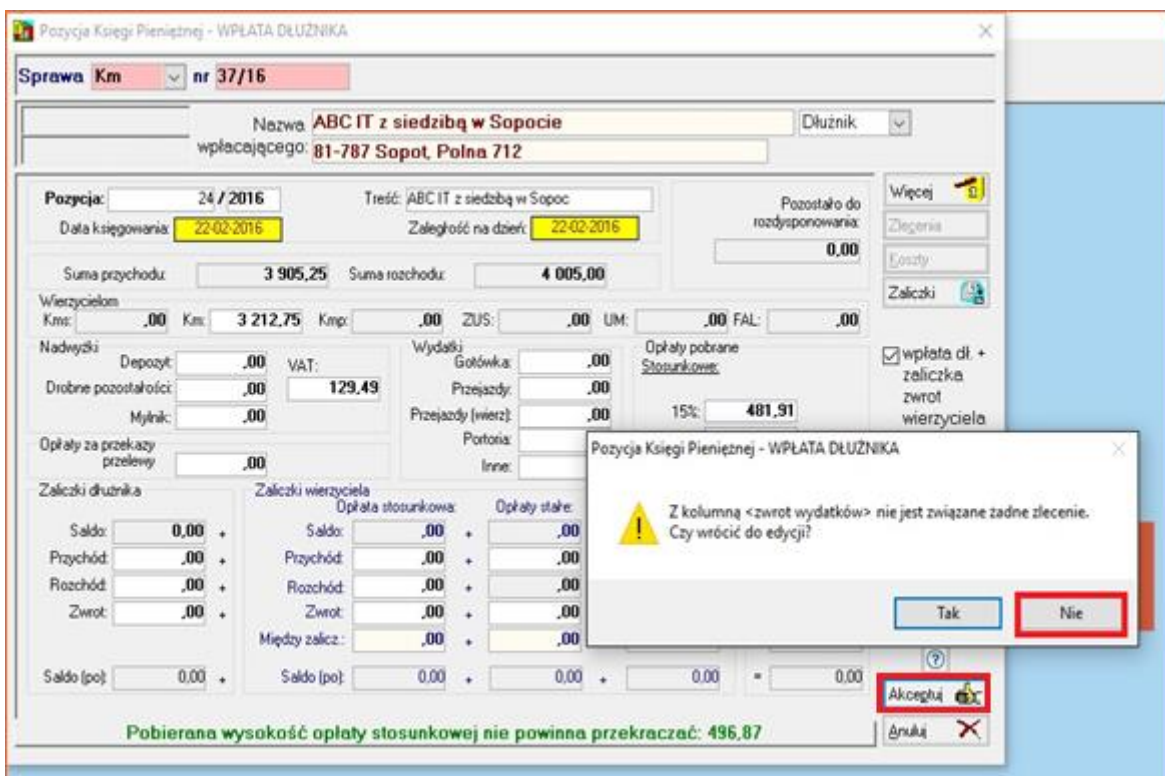 Pozycja Księgi Pieniężnej - WPŁATA DŁUŻNIKA
Sprawa Km nr 37/16
Nazwa wpłacającego: ABC IT z siedzibą w Sopocie Dłużnik
81-787 Sopot, Polna 712
Pozycja: 24 / 2016 Treść: ABC IT z siedzibą w Sopoc Pozostało do rozdysponowania: Więcej
Data księgowania: 22-02-2016 Zaległość na dzień: 22-02-2016 Zlecenia
0,00
Koszty
Suma przychodu: 3 905,25 Suma rozchodu: 4 005,00
Zaliczki
Wierzycielom
Kms: ,00 Km: 3 212,75 Kmp: ,00 ZUS: ,00 UM: ,00 FAL: ,00
Nadwyżki Wydatki Opłaty pobrane
Depozyt: ,00 VAT: Gotówka: ,00 Stosunkowe:
wpłata dł. + zaliczka zwrot wierzyciela
Drobne pozostałości: ,00 129,49 Przejazdy: ,00
Mylnik: ,00 Przejazdy (wierz): ,00 15%: 481,91
Opłaty za przekazy Portoria:
przelewy ,00 Inne:
Zaliczki dłużnika Zaliczki wierzyciela
Opłata stosunkowa: Opłaty stałe:
Saldo: 0,00 + Saldo: ,00 + ,00
Przychód: ,00 + Przychód: ,00 + ,00
Rozchód: ,00 + Rozchód: ,00 + ,00
Zwrot: ,00 + Zwrot: ,00 + ,00
Między zalicz.: ,00 + ,00
Saldo (po): 0,00 + Saldo (po): 0,00 + 0,00 + 0,00 = 0,00
Pozycja Księgi Pieniężnej - WPŁATA DŁUŻNIKA
Z kolumną <zwrot wydatków> nie jest związane żadne zlecenie.
Czy wrócić do edycji?
Tak Nie
?
Akceptuj
Pobierana wysokość opłaty stosunkowej nie powinna przekraczać: 496,87
Anuluj